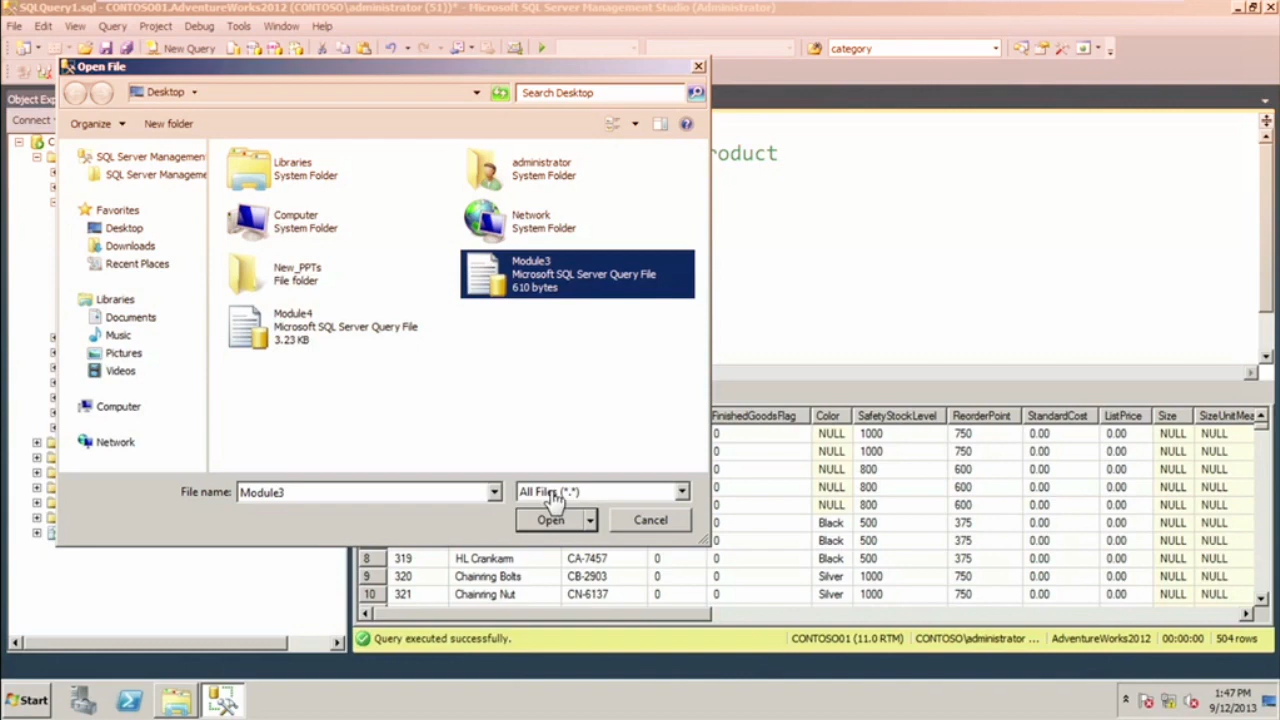 SQLQuery1.sql - CONTOSO01.AdventureWorks2012 (CONTOSO\administrator (51))* - Microsoft SQL Server Management Studio (Administrator)
File Edit View Query Project Debug Tools Window Help
New Query
category
Open File
Object Exp
Desktop
Search Desktop
Connect
Organize
New folder
Libraries
System Folder
administrator
System Folder
Computer
System Folder
Network
System Folder
New_PPTs
File folder
Module3
Microsoft SQL Server Query File
610 bytes
Module4
Microsoft SQL Server Query File
3.23 KB
SQL Server Management
SQL Server Manageme
Favorites
Desktop
Downloads
Recent Places
Libraries
Documents
Music
Pictures
Videos
Computer
Network
File name: Module3
All Files (*.*)
Open Cancel
oduct
FinishedGoodsFlag Color SafetyStockLevel ReorderPoint StandardCost ListPrice Size SizeUnitMea
0 NULL 1000 750 0.00 0.00 NULL NULL
0 NULL 1000 750 0.00 0.00 NULL NULL
0 NULL 800 600 0.00 0.00 NULL NULL
0 NULL 800 600 0.00 0.00 NULL NULL
0 NULL 800 600 0.00 0.00 NULL NULL
0 Black 500 375 0.00 0.00 NULL NULL
0 Black 500 375 0.00 0.00 NULL NULL
8 319 HL Crankarm CA-7457 0 0 Black 500 375 0.00 0.00 NULL NULL
9 320 Chainring Bolts CB-2903 0 0 Silver 1000 750 0.00 0.00 NULL NULL
10 321 Chainring Nut CN-6137 0 0 Silver 1000 750 0.00 0.00 NULL NULL
Query executed successfully.
CONTOSO01 (11.0 RTM) CONTOSO\administrator ... AdventureWorks2012 00:00:00 504 rows
Start
1:47 PM
9/12/2013